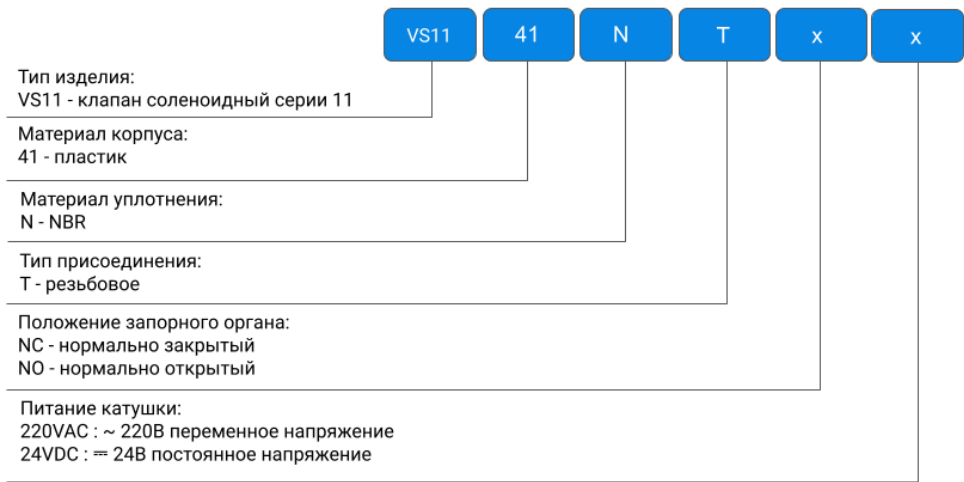 VS11 41 N T x x
Тип изделия:
VS11 - клапан соленоидный серии 11
Материал корпуса:
41 - пластик
Материал уплотнения:
N - NBR
Тип присоединения:
T - резьбовое
Положение запорного органа:
NC - нормально закрытый
NO - нормально открытый
Питание катушки:
220VAC : ~ 220В переменное напряжение
24VDC : ⎓ 24В постоянное напряжение